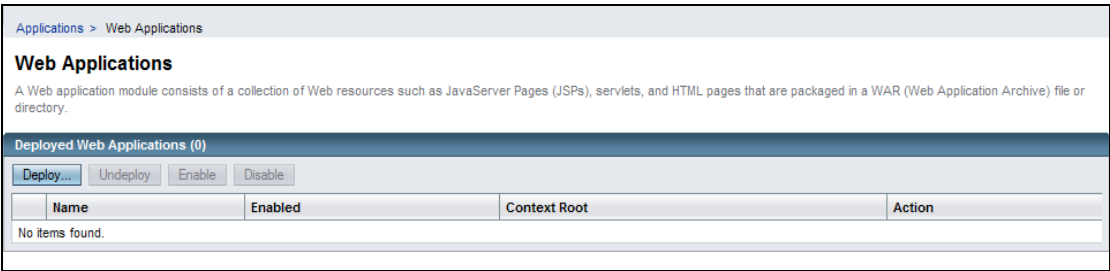 Applications > Web Applications
Web Applications
A Web application module consists of a collection of Web resources such as JavaServer Pages (JSPs), servlets, and HTML pages that are packaged in a WAR (Web Application Archive) file or
directory.
Deployed Web Applications (0)
Deploy... Undeploy Enable Disable
Name Enabled Context Root Action
No items found.